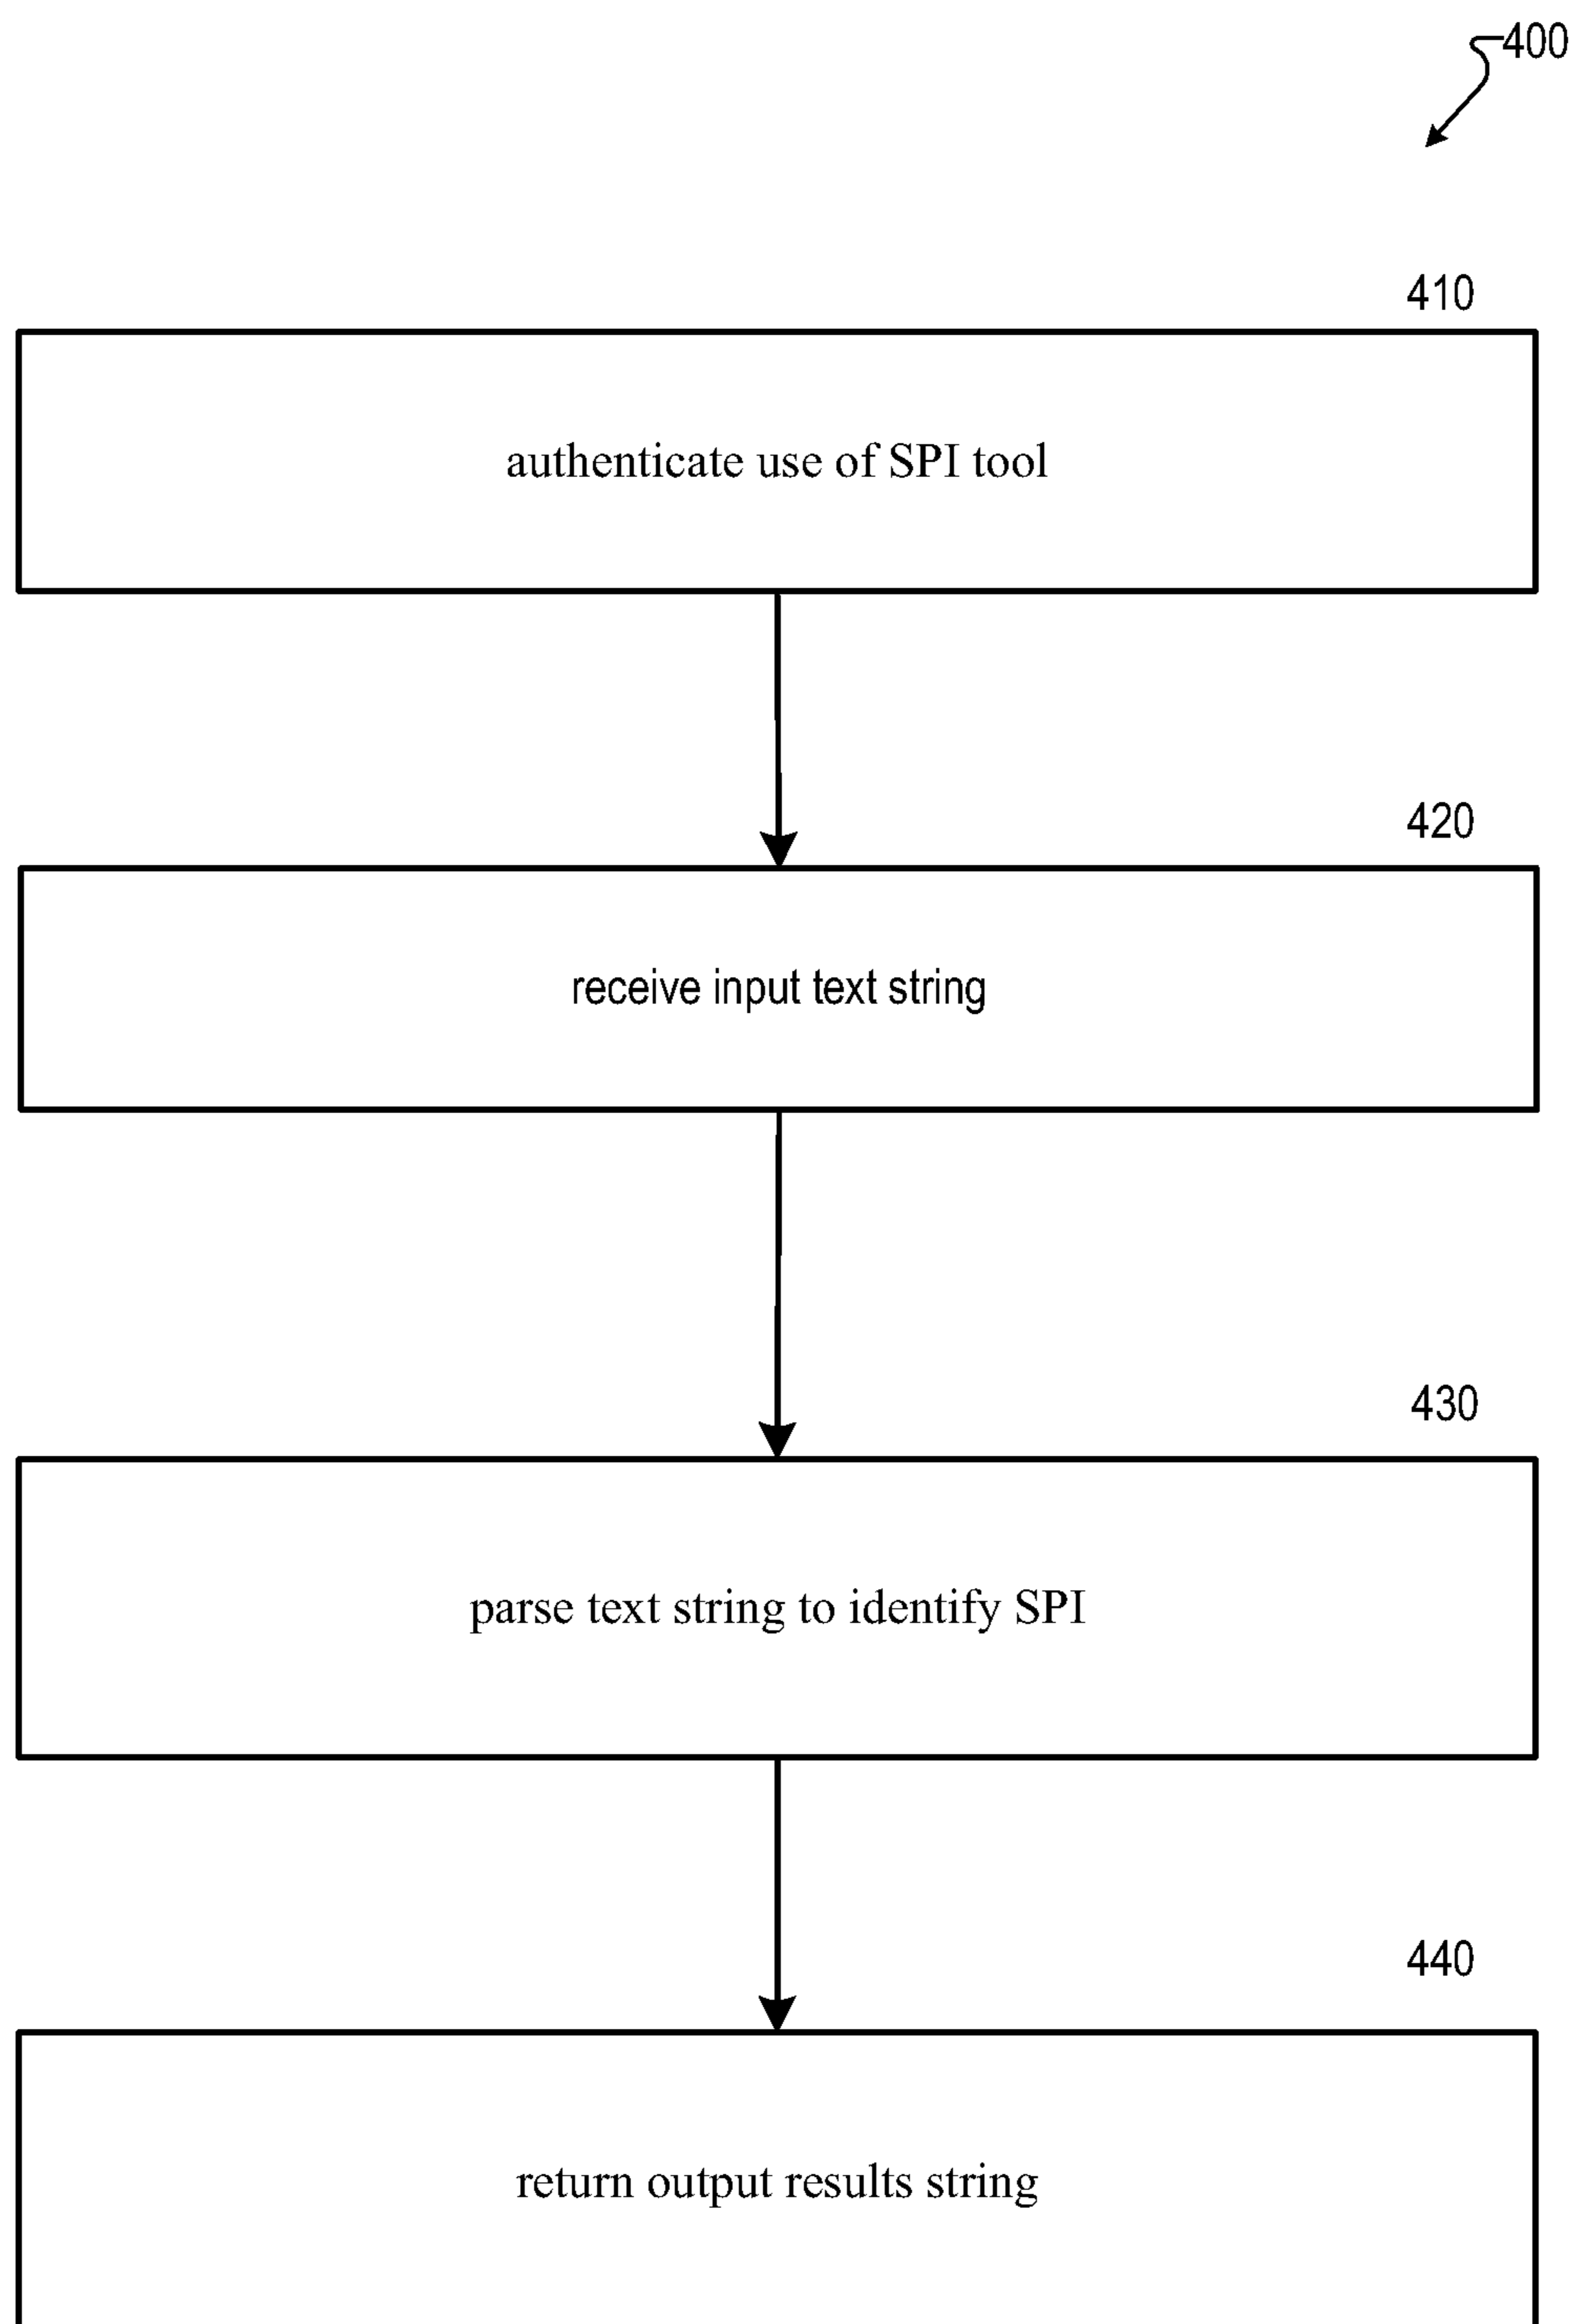 400
410
authenticate use of SPI tool
420
receive input text string
430
parse text string to identify SPI
440
return output results string